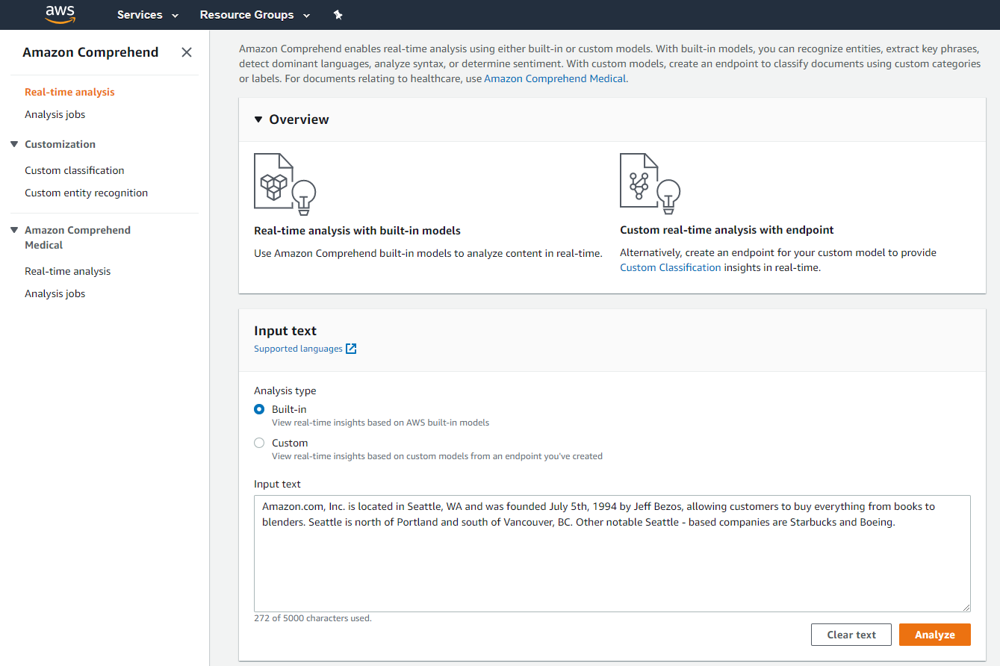 aws
Services
Resource Groups
Amazon Comprehend
Real-time analysis
Analysis jobs
Customization
Custom classification
Custom entity recognition
Amazon Comprehend
Medical
Real-time analysis
Analysis jobs
Amazon Comprehend enables real-time analysis using either built-in or custom models. With built-in models, you can recognize entities, extract key phrases,
detect dominant languages, analyze syntax, or determine sentiment. With custom models, create an endpoint to classify documents using custom categories
or labels. For documents relating to healthcare, use Amazon Comprehend Medical.
Overview
Real-time analysis with built-in models
Use Amazon Comprehend built-in models to analyze content in real-time.
Custom real-time analysis with endpoint
Alternatively, create an endpoint for your custom model to provide
Custom Classification insights in real-time.
Input text
Supported languages
Analysis type
Built-in
View real-time insights based on AWS built-in models
Custom
View real-time insights based on custom models from an endpoint you've created
Input text
Amazon.com, Inc. is located in Seattle, WA and was founded July 5th, 1994 by Jeff Bezos, allowing customers to buy everything from books to
blenders. Seattle is north of Portland and south of Vancouver, BC. Other notable Seattle - based companies are Starbucks and Boeing.
272 of 5000 characters used.
Clear text
Analyze